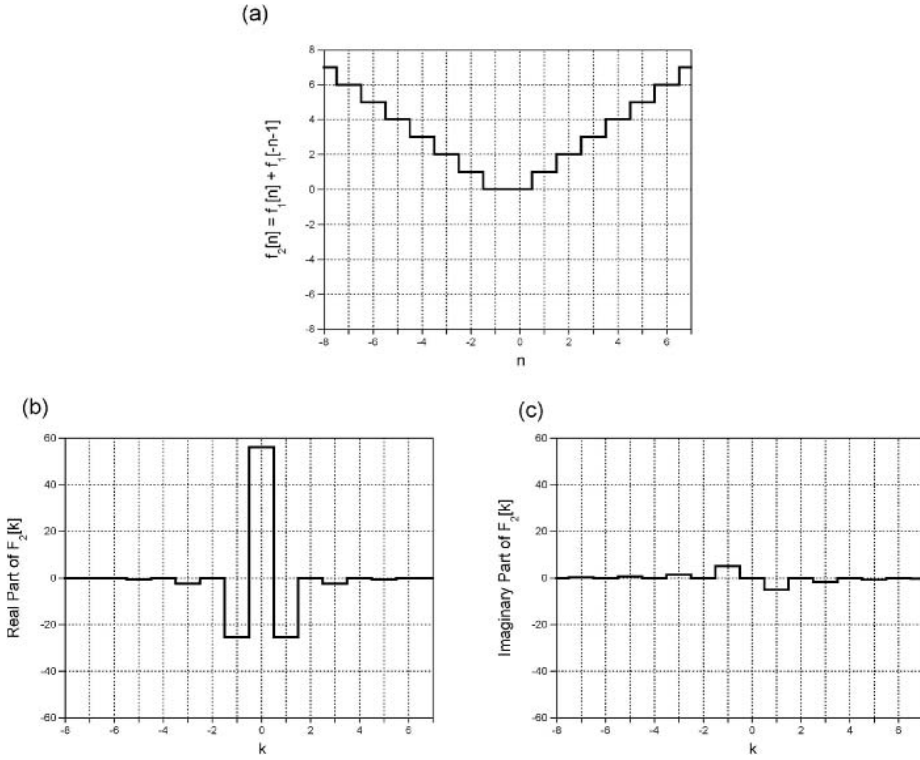 (a)
8
6
4
2
0
-2
-4
-6
-8
f₂[n] = f₁[n] + f₁[-n-1]
-8 -6 -4 -2 0 2 4 6
n
(b)
60
40
20
0
-20
-40
-60
Real Part of F₂[k]
-8 -6 -4 -2 0 2 4 6
k
(c)
60
40
20
0
-20
-40
-60
Imaginary Part of F₂[k]
-8 -6 -4 -2 0 2 4 6
k